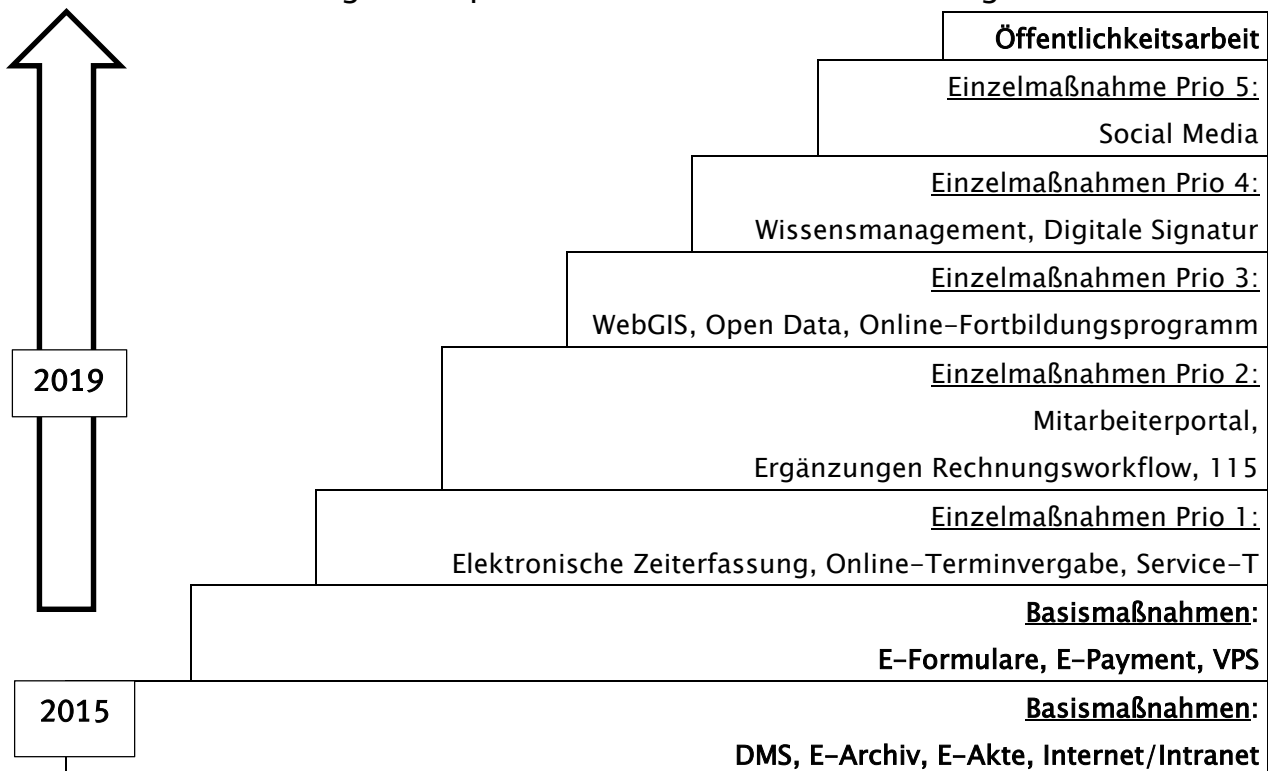 Öffentlichkeitsarbeit
Einzelmaßnahme Prio 5:
Social Media
Einzelmaßnahmen Prio 4:
Wissensmanagement, Digitale Signatur
Einzelmaßnahmen Prio 3:
WebGIS, Open Data, Online-Fortbildungsprogramm
2019
Einzelmaßnahmen Prio 2:
Mitarbeiterportal,
Ergänzungen Rechnungsworkflow, 115
Einzelmaßnahmen Prio 1:
Elektronische Zeiterfassung, Online-Terminvergabe, Service-T
Basismaßnahmen:
E-Formulare, E-Payment, VPS
2015
Basismaßnahmen:
DMS, E-Archiv, E-Akte, Internet/Intranet